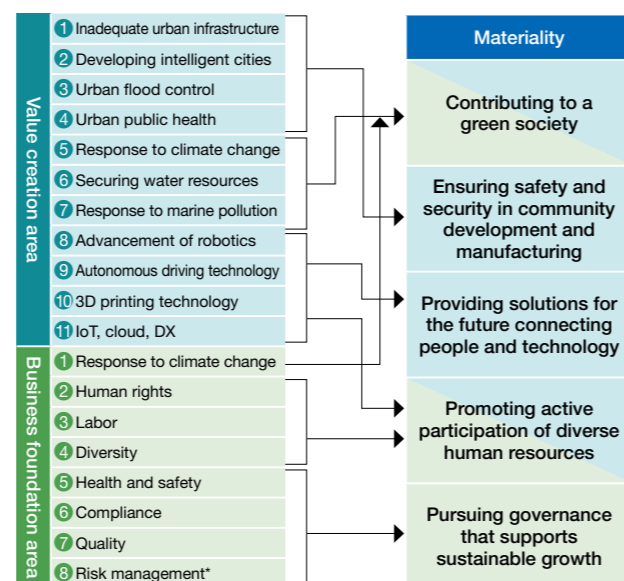 Value creation area
1 Inadequate urban infrastructure
2 Developing intelligent cities
3 Urban flood control
4 Urban public health
5 Response to climate change
6 Securing water resources
7 Response to marine pollution
8 Advancement of robotics
9 Autonomous driving technology
10 3D printing technology
11 IoT, cloud, DX
Business foundation area
1 Response to climate change
2 Human rights
3 Labor
4 Diversity
5 Health and safety
6 Compliance
7 Quality
8 Risk management*
Materiality
Contributing to a
green society
Ensuring safety and
security in community
development and
manufacturing
Providing solutions for
the future connecting
people and technology
Promoting active
participation of diverse
human resources
Pursuing governance
that supports
sustainable growth